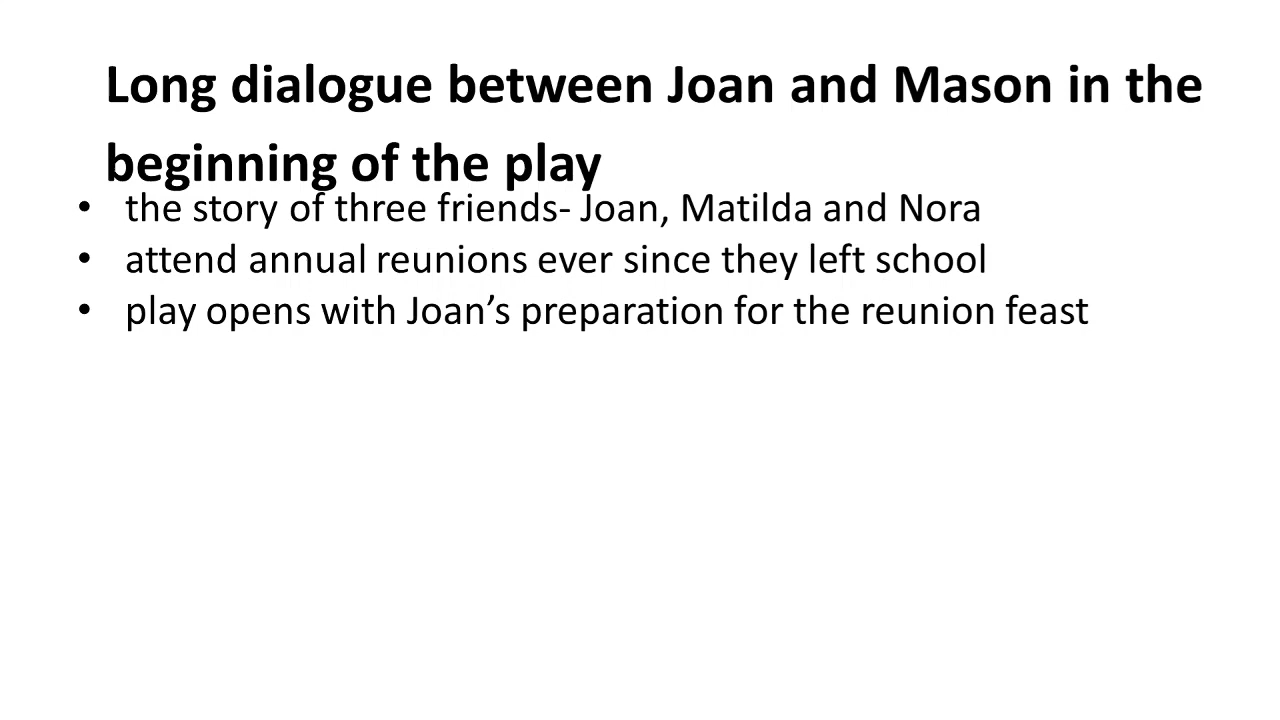 Long dialogue between Joan and Mason in the
beginning of the play
• the story of three friends- Joan, Matilda and Nora
• attend annual reunions ever since they left school
• play opens with Joan’s preparation for the reunion feast